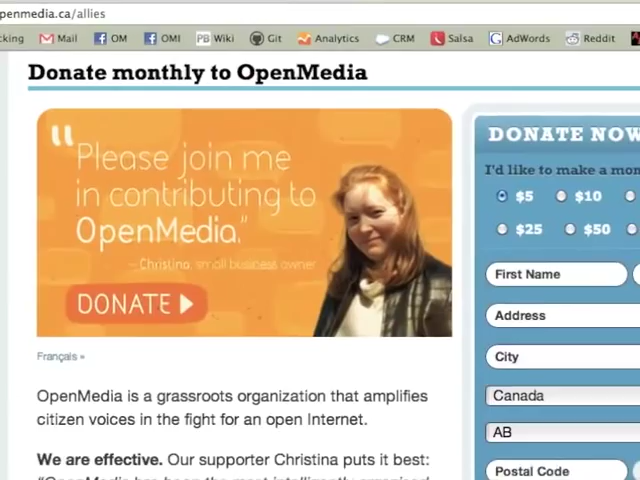 penmedia.ca/allies
cking Mail OM OMI PB Wiki Git Analytics CRM Salsa AdWords Reddit
Donate monthly to OpenMedia
"Please join me
in contributing to
OpenMedia."
– Christina, small business owner
DONATE
Français »
OpenMedia is a grassroots organization that amplifies
citizen voices in the fight for an open Internet.
We are effective. Our supporter Christina puts it best:
DONATE NOW
I'd like to make a mon
$5 $10
$25 $50
First Name
Address
City
Canada
AB
Postal Code